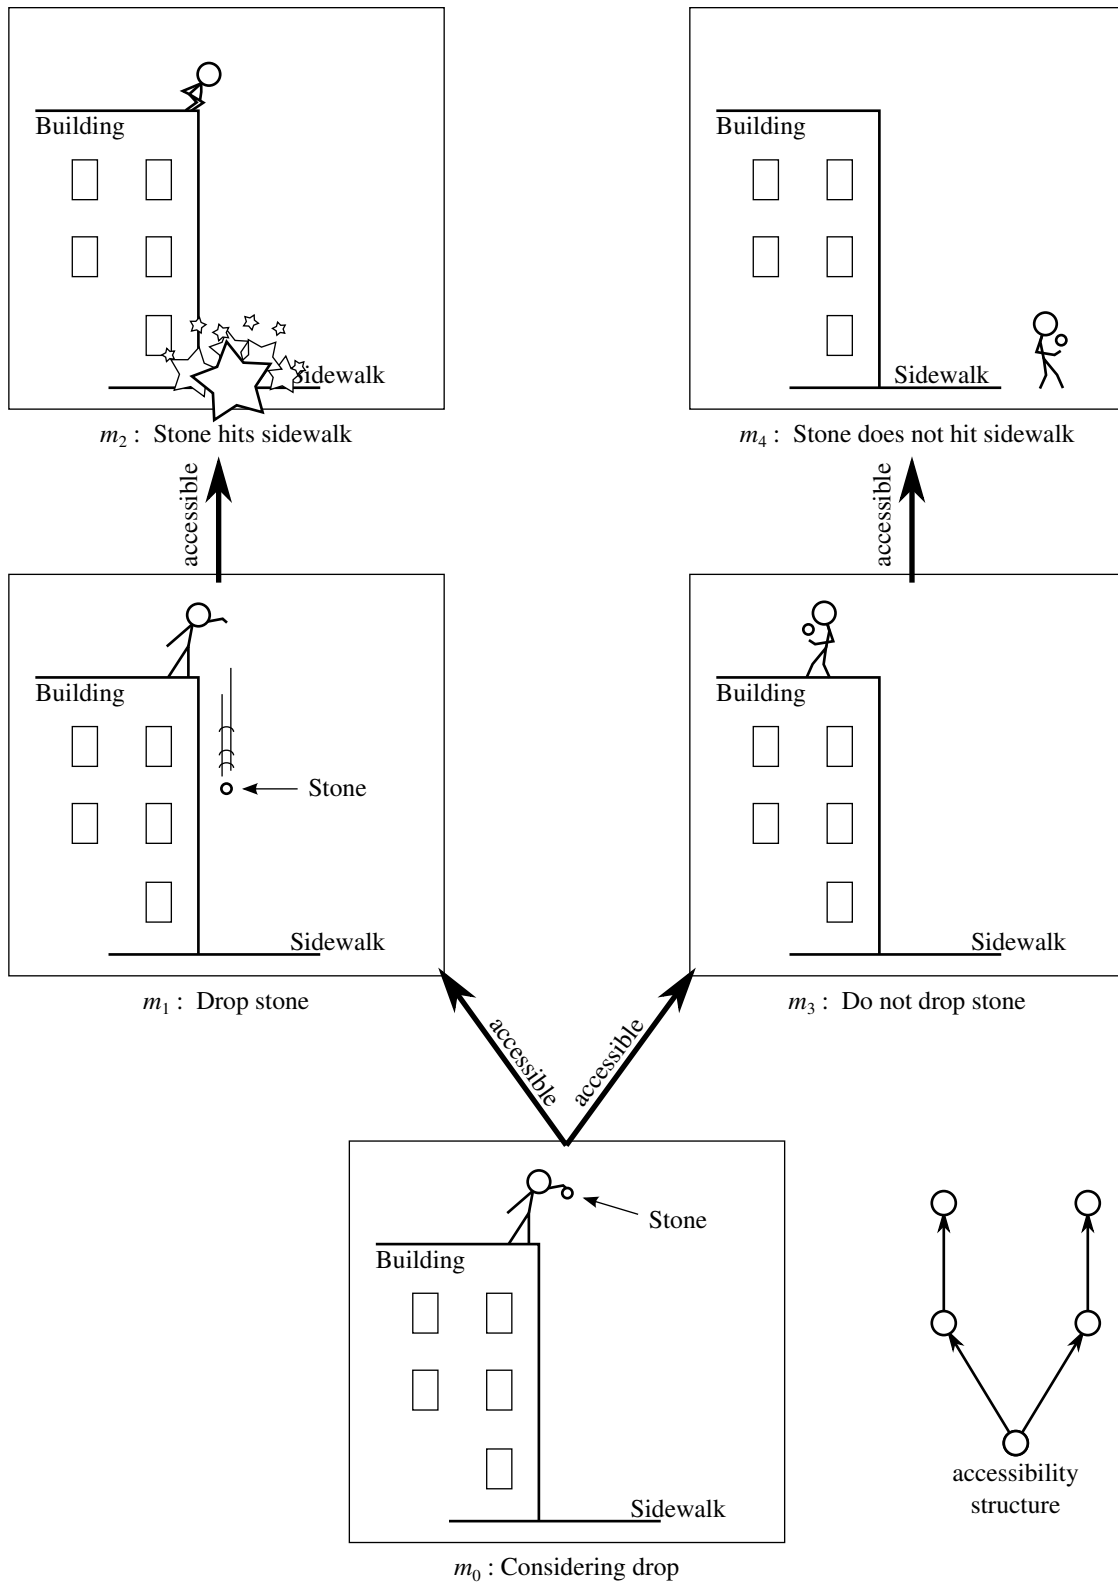 Building
Sidewalk
m₂ : Stone hits sidewalk
Building
Sidewalk
m₄ : Stone does not hit sidewalk
accessible
accessible
Building
Stone
Sidewalk
m₁ : Drop stone
Building
Sidewalk
m₃ : Do not drop stone
accessible
accessible
Stone
Building
Sidewalk
m₀ : Considering drop
accessibility
structure